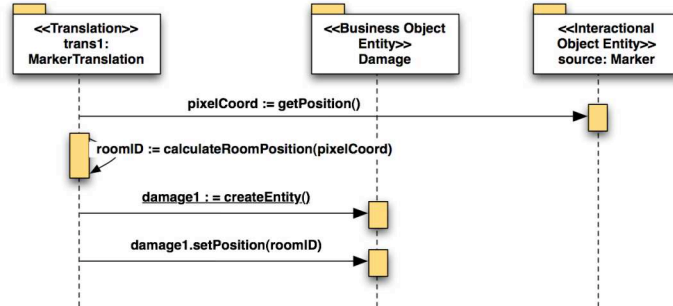 <<Translation>>
trans1:
MarkerTranslation
<<Business Object
Entity>>
Damage
<<Interactional
Object Entity>>
source: Marker
pixelCoord := getPosition()
roomID := calculateRoomPosition(pixelCoord)
damage1 : = createEntity()
damage1.setPosition(roomID)